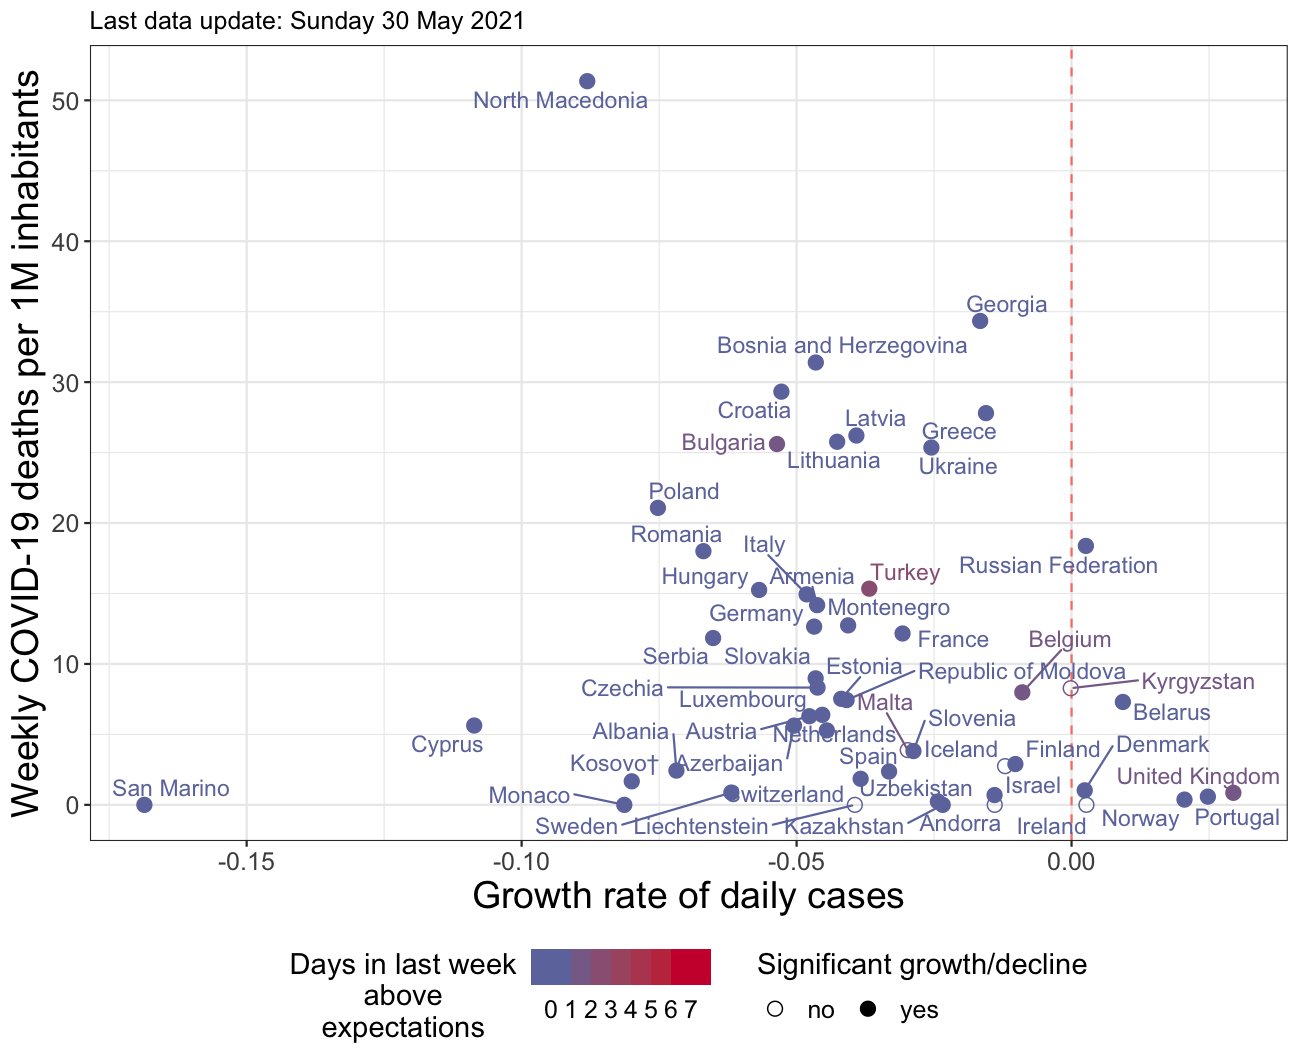 Last data update: Sunday 30 May 2021
Weekly COVID-19 deaths per 1M inhabitants
50
40
30
20
10
0
North Macedonia
Georgia
Bosnia and Herzegovina
Croatia
Latvia
Greece
Bulgaria
Lithuania
Ukraine
Poland
Romania
Italy
Russian Federation
Hungary
Armenia
Turkey
Germany
Montenegro
France
Belgium
Serbia
Slovakia
Estonia
Republic of Moldova
Kyrgyzstan
Czechia
Luxembourg
Malta
Belarus
Slovenia
Albania
Austria
Netherlands
Cyprus
Iceland
Finland
Denmark
Kosovo†
Azerbaijan
Spain
United Kingdom
San Marino
Monaco
Switzerland
Uzbekistan
Israel
Sweden
Liechtenstein
Kazakhstan
Andorra
Ireland
Norway
Portugal
-0.15
-0.10
-0.05
0.00
Growth rate of daily cases
Days in last week
above
expectations
0 1 2 3 4 5 6 7
Significant growth/decline
no
yes